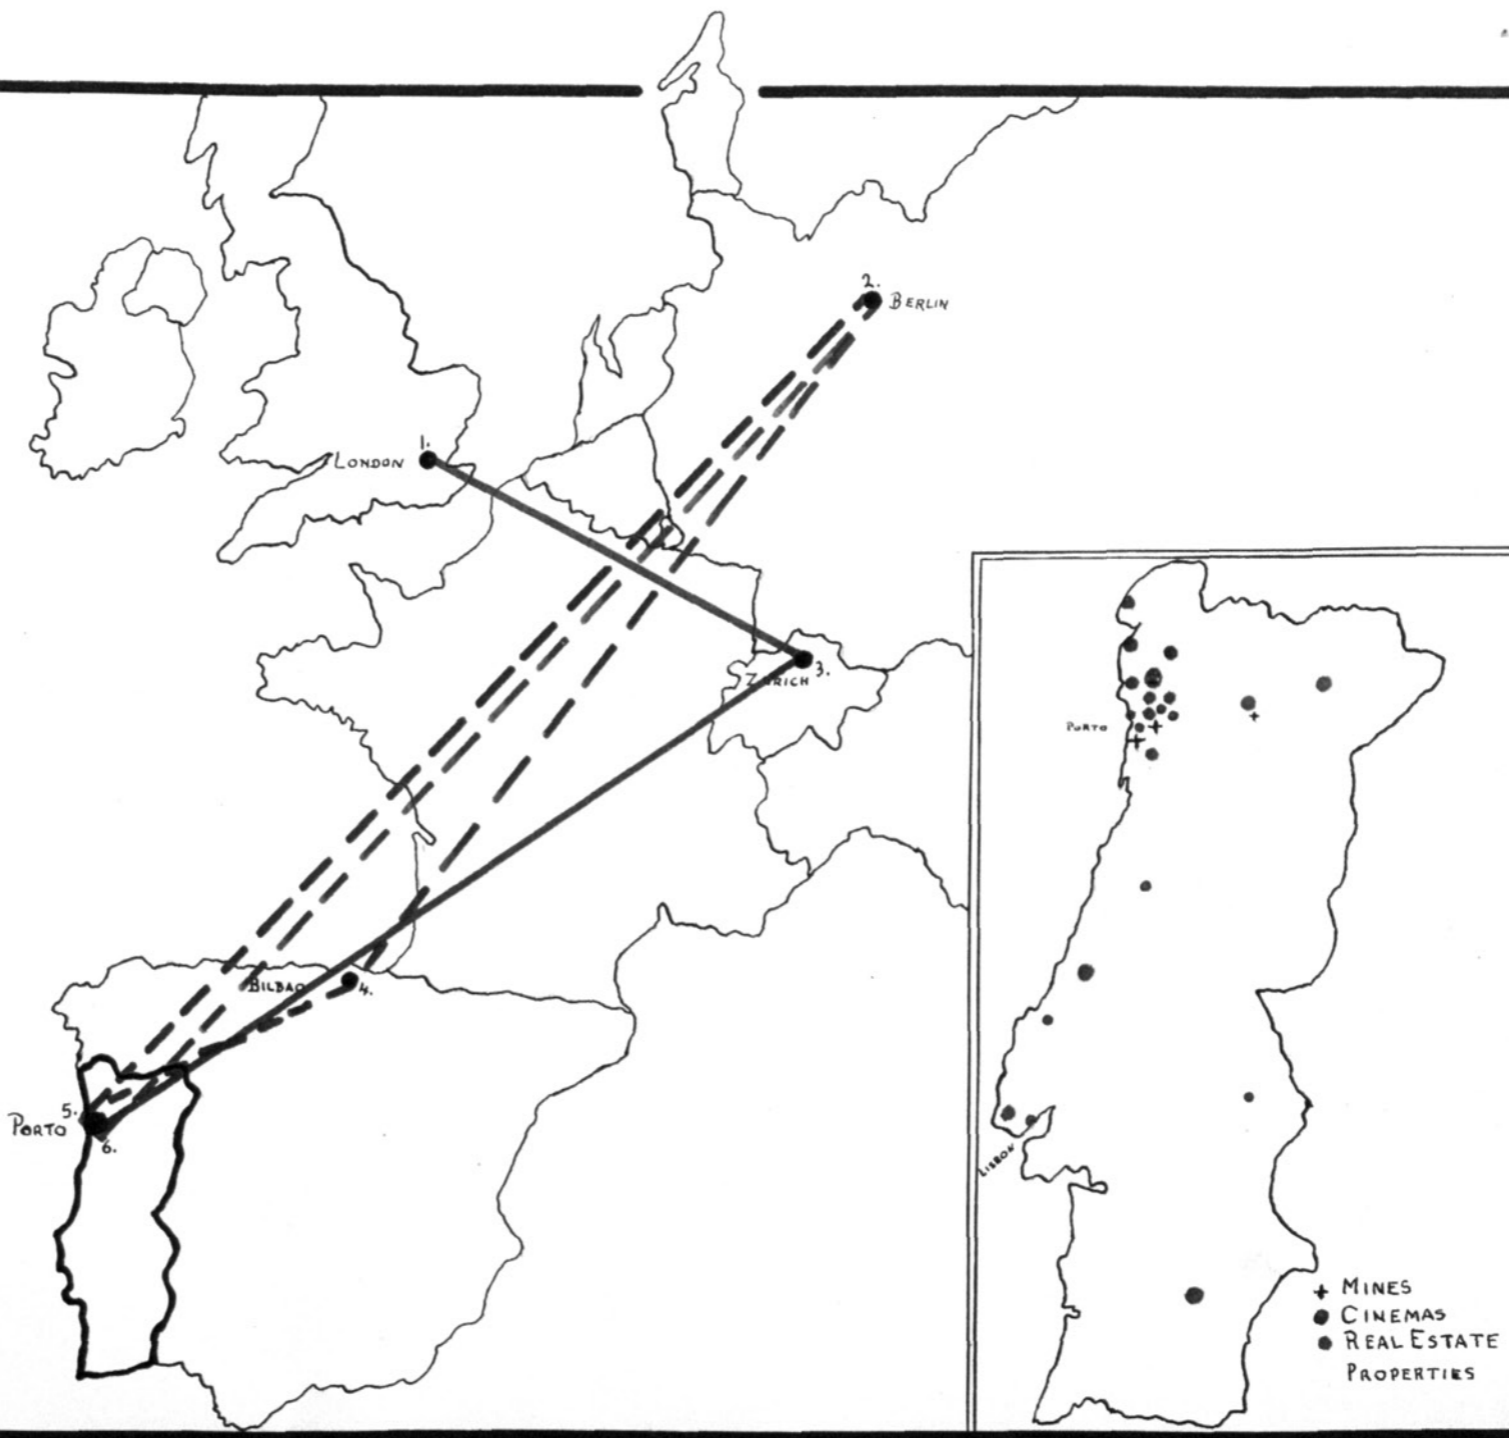 2.
BERLIN
1.
LONDON
3.
ZURICH
BILBAO
4.
5.
PORTO
6.
PORTO
LISBON
MINES
CINEMAS
REAL ESTATE
PROPERTIES